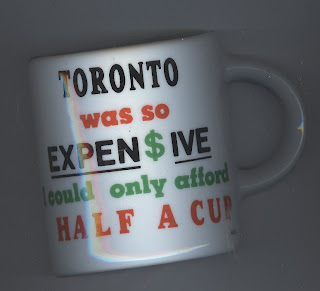 TORONTO
was so
EXPEN$IVE
I could only afford
HALF A CUP